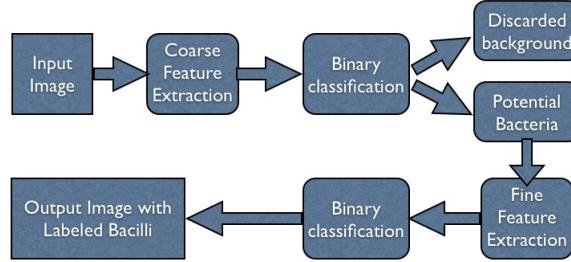 Input
Image
Coarse
Feature
Extraction
Binary
classification
Discarded
background
Potential
Bacteria
Fine
Feature
Extraction
Binary
classification
Output Image with
Labeled Bacilli